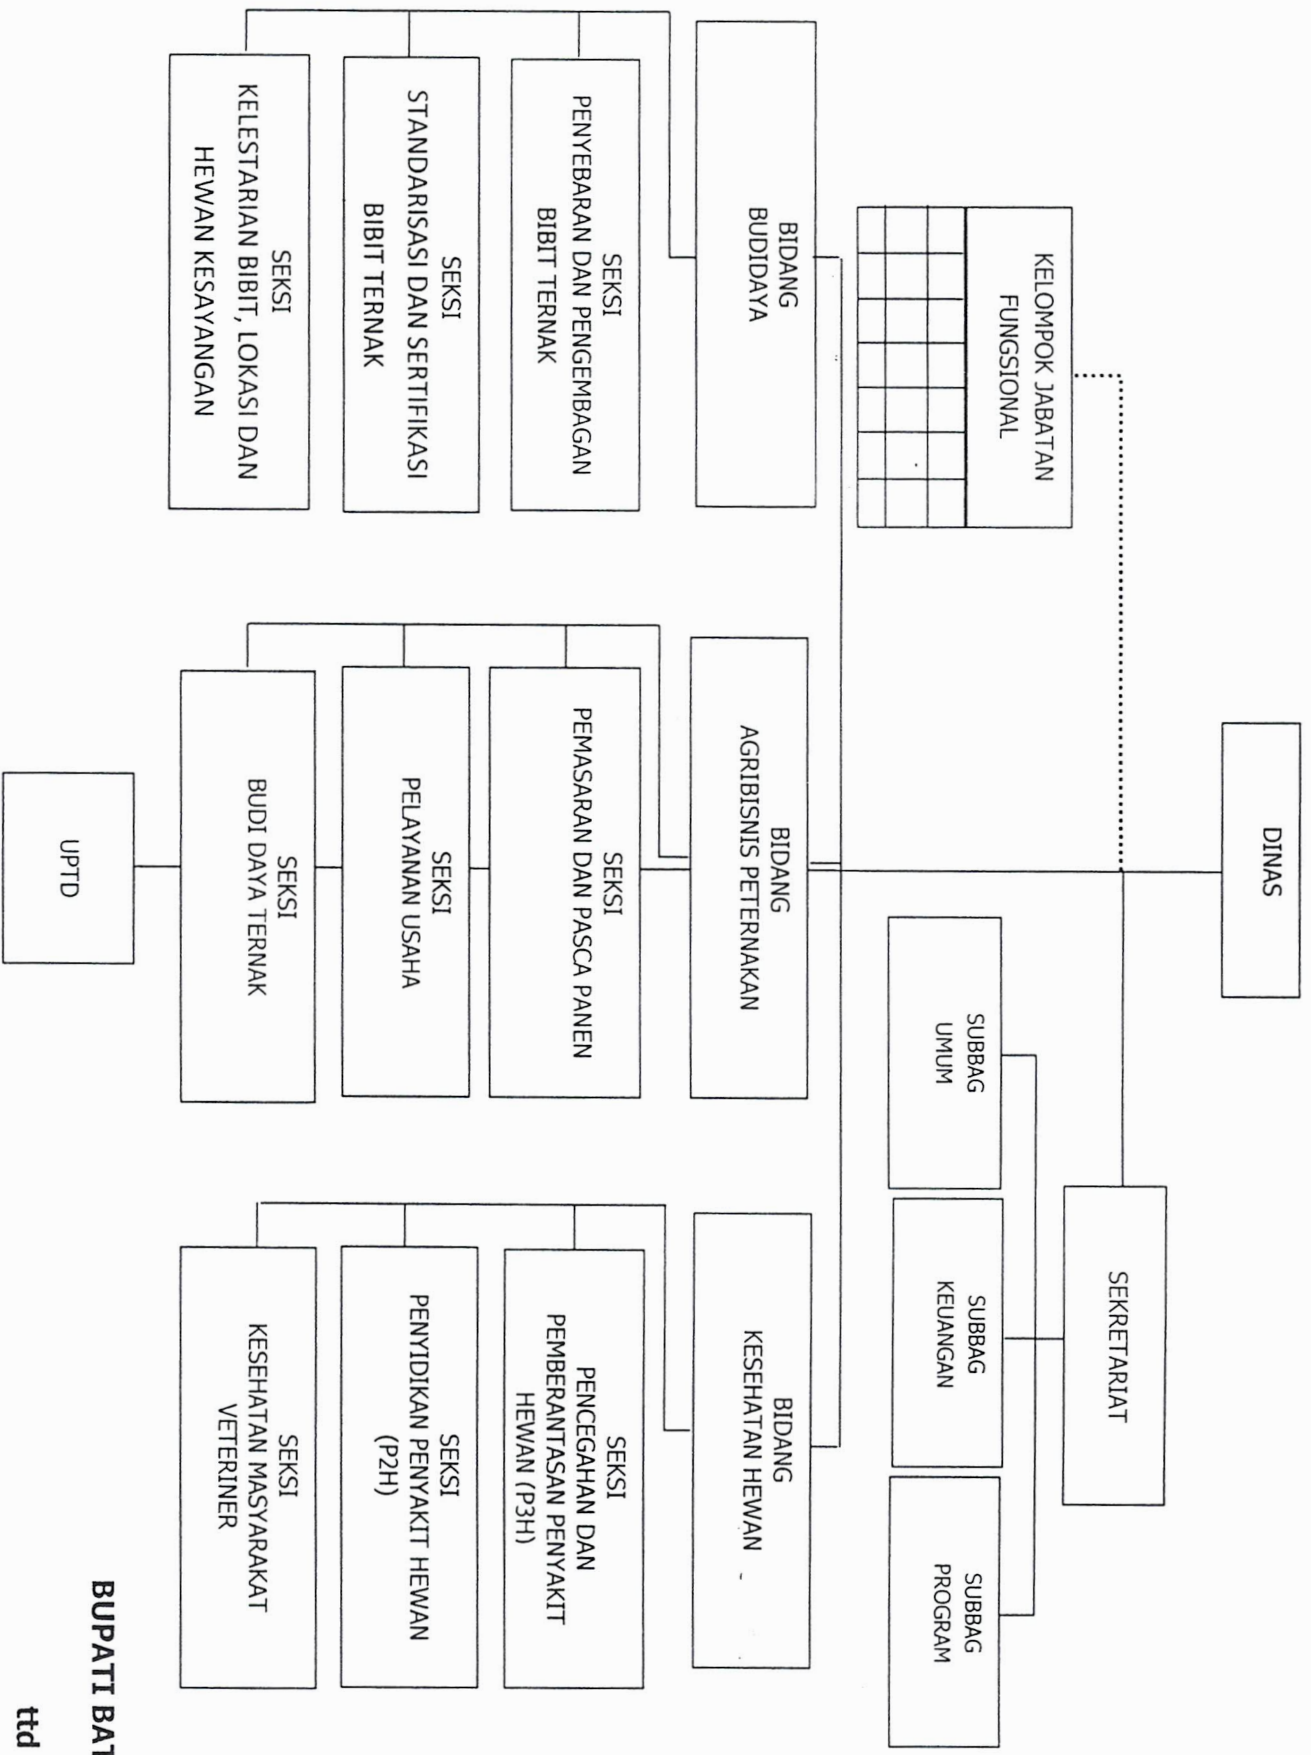 DINAS
KELOMPOK JABATAN
FUNGSIONAL
SEKRETARIAT
SUBBAG
UMUM
SUBBAG
KEUANGAN
SUBBAG
PROGRAM
BIDANG
BUDIDAYA
SEKSI
PENYEBARAN DAN PENGEMBAGAN
BIBIT TERNAK
SEKSI
STANDARISASI DAN SERTIFIKASI
BIBIT TERNAK
SEKSI
KELESTARIAN BIBIT, LOKASI DAN
HEWAN KESAYANGAN
BIDANG
AGRIBISNIS PETERNAKAN
SEKSI
PEMASARAN DAN PASCA PANEN
SEKSI
PELAYANAN USAHA
SEKSI
BUDI DAYA TERNAK
UPTD
BIDANG
KESEHATAN HEWAN
SEKSI
PENCEGAHAN DAN
PEMBERANTASAN PENYAKIT
HEWAN (P3H)
SEKSI
PENYIDIKAN PENYAKIT HEWAN
(P2H)
SEKSI
KESEHATAN MASYARAKAT
VETERINER
BUPATI BAT
ttd